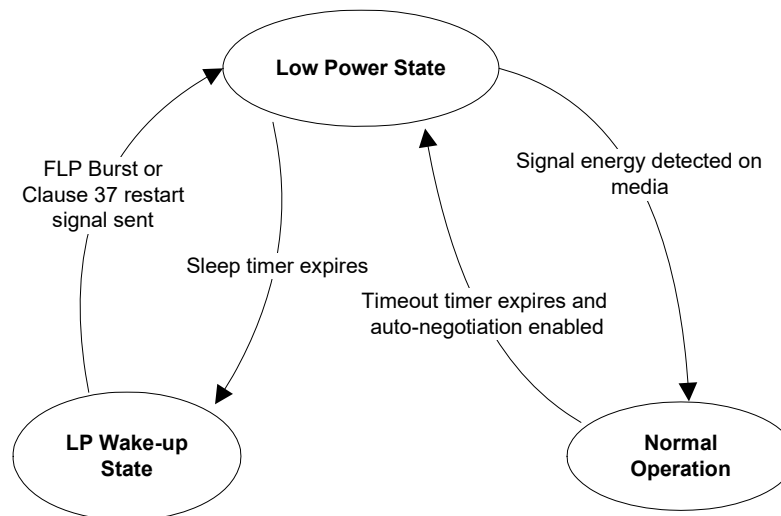 Low Power State
FLP Burst or
Clause 37 restart
signal sent
Signal energy detected on
media
Sleep timer expires
Timeout timer expires and
auto-negotiation enabled
LP Wake-up
State
Normal
Operation